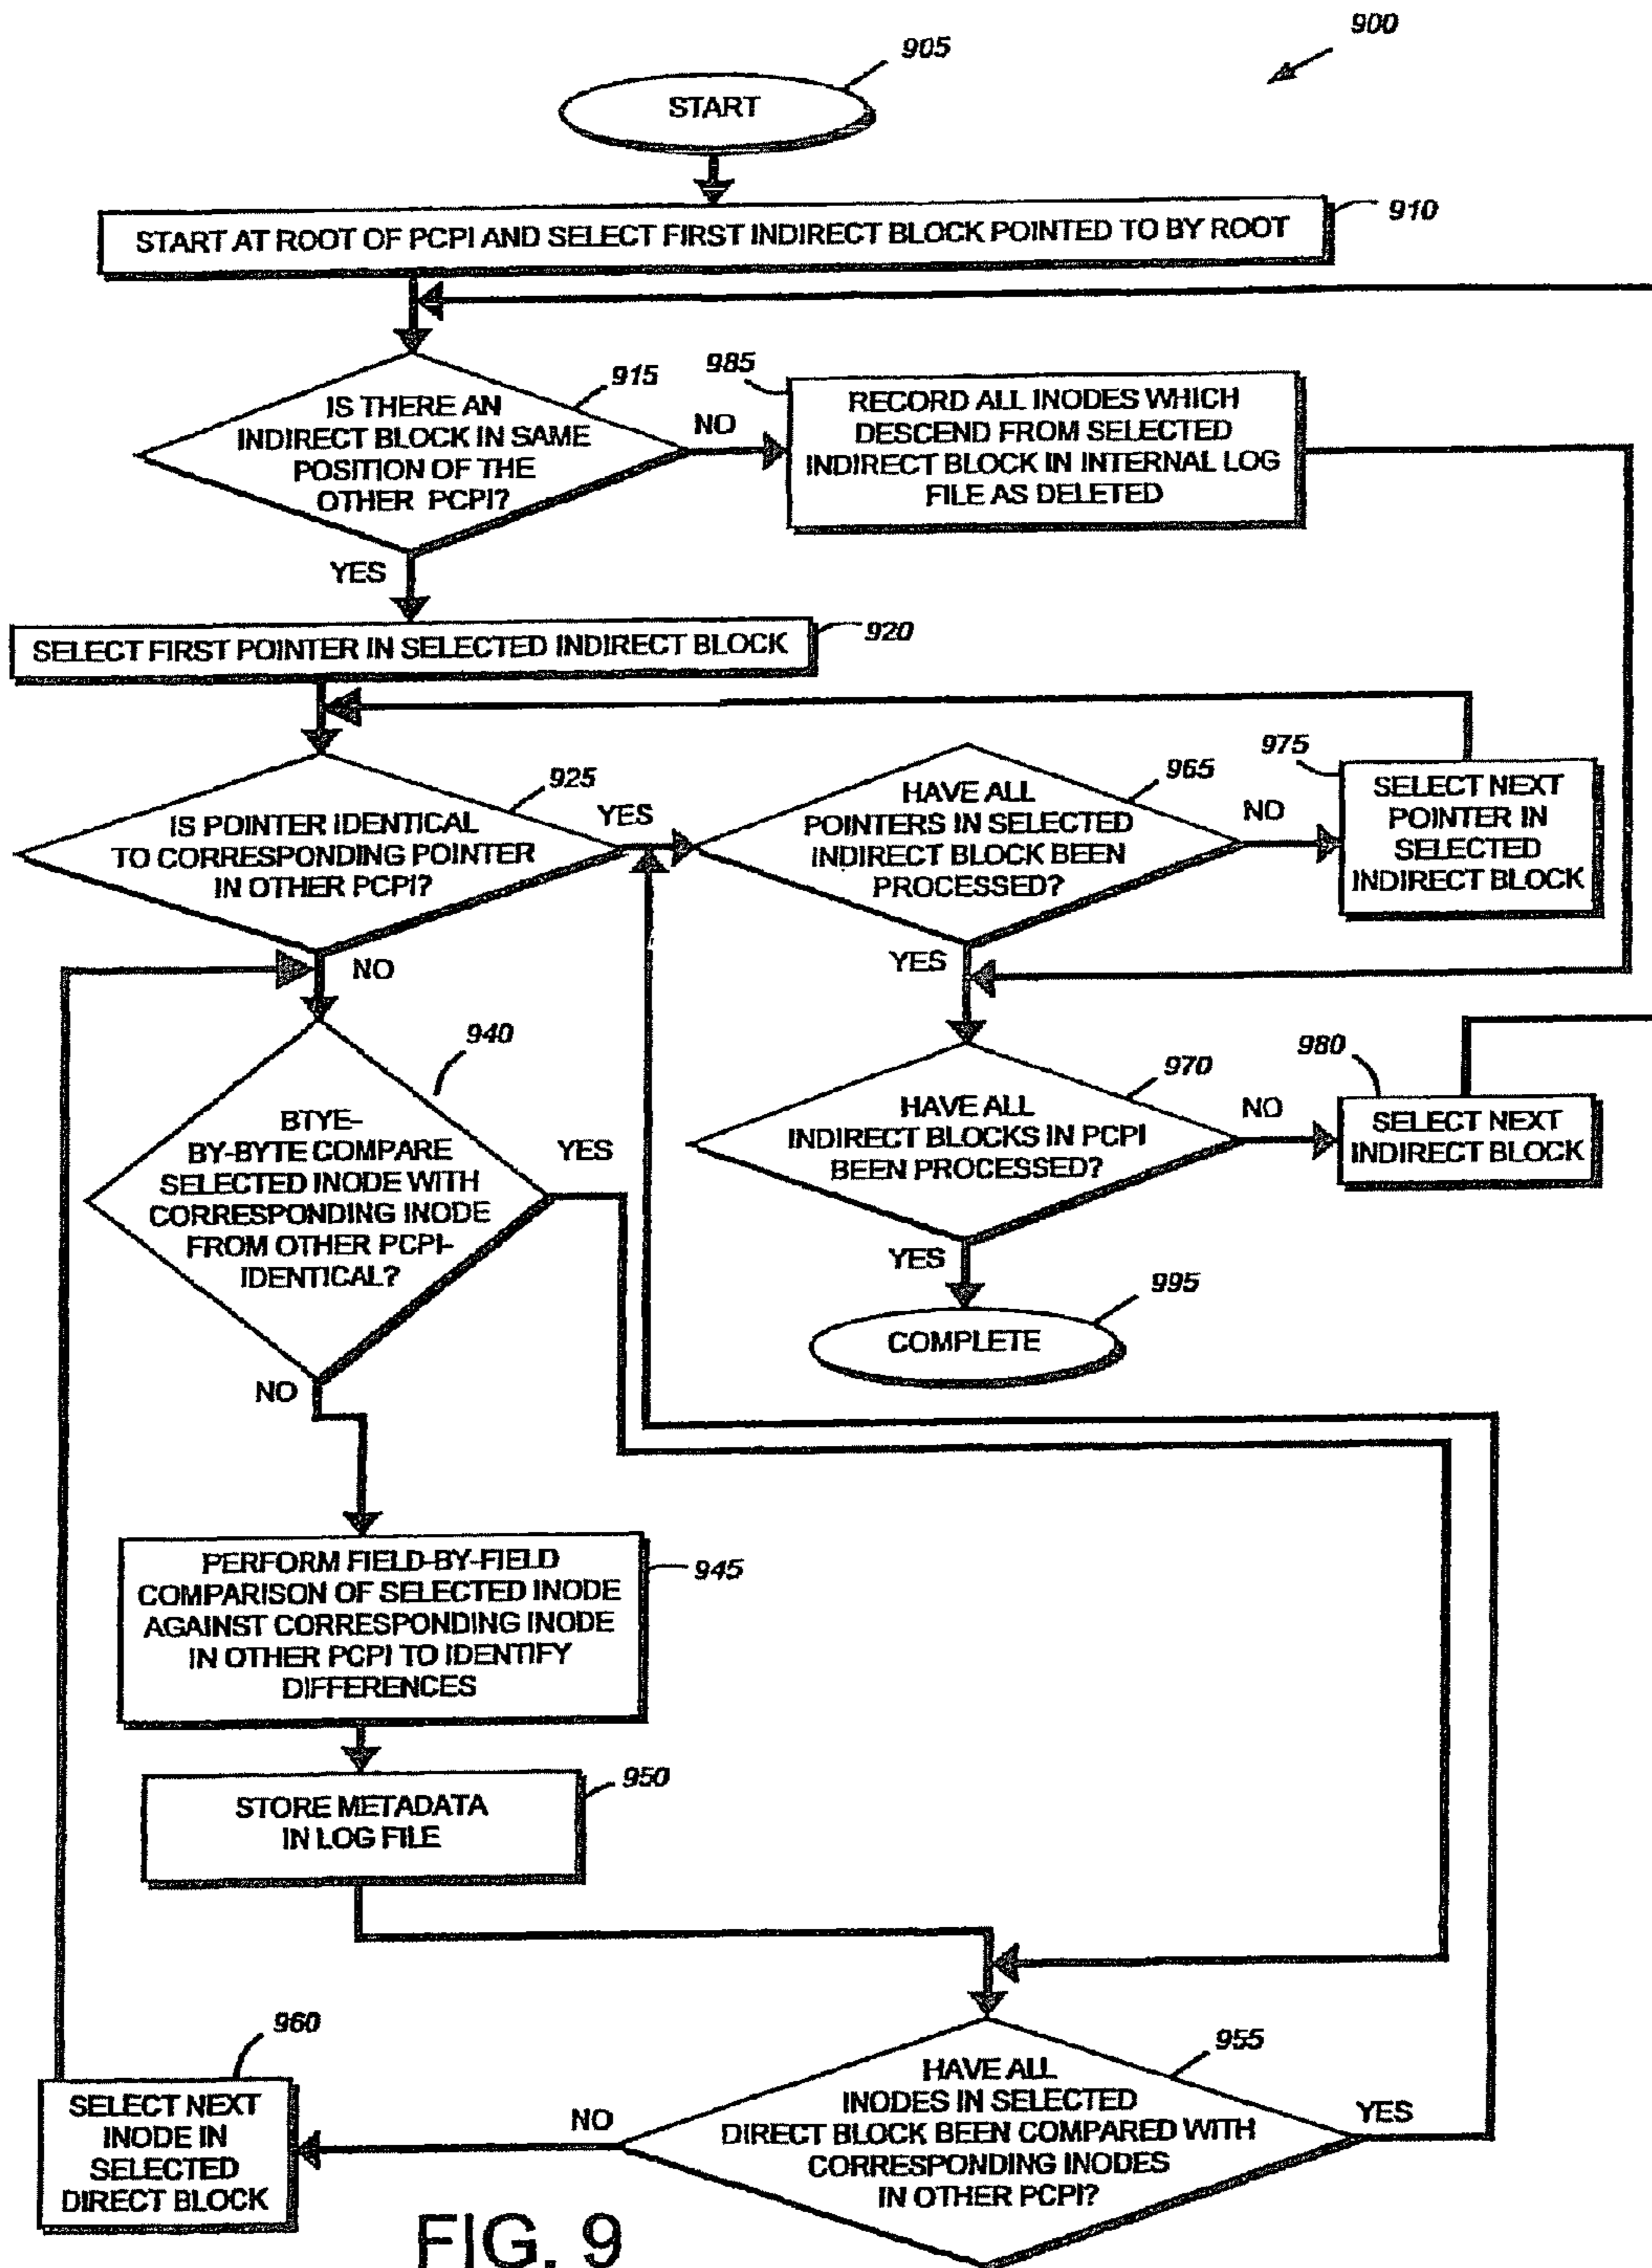 900
905
START
910
START AT ROOT OF PCPI AND SELECT FIRST INDIRECT BLOCK POINTED TO BY ROOT
915
IS THERE AN
INDIRECT BLOCK IN SAME
POSITION OF THE
OTHER PCPI?
NO
YES
985
RECORD ALL INODES WHICH
DESCEND FROM SELECTED
INDIRECT BLOCK IN INTERNAL LOG
FILE AS DELETED
920
SELECT FIRST POINTER IN SELECTED INDIRECT BLOCK
925
IS POINTER IDENTICAL
TO CORRESPONDING POINTER
IN OTHER PCPI?
YES
NO
965
HAVE ALL
POINTERS IN SELECTED
INDIRECT BLOCK BEEN
PROCESSED?
NO
YES
975
SELECT NEXT
POINTER IN
SELECTED
INDIRECT BLOCK
940
BTYE-
BY-BYTE COMPARE
SELECTED INODE WITH
CORRESPONDING INODE
FROM OTHER PCPI-
IDENTICAL?
YES
NO
970
HAVE ALL
INDIRECT BLOCKS IN PCPI
BEEN PROCESSED?
NO
YES
980
SELECT NEXT
INDIRECT BLOCK
995
COMPLETE
945
PERFORM FIELD-BY-FIELD
COMPARISON OF SELECTED INODE
AGAINST CORRESPONDING INODE
IN OTHER PCPI TO IDENTIFY
DIFFERENCES
950
STORE METADATA
IN LOG FILE
955
HAVE ALL
INODES IN SELECTED
DIRECT BLOCK BEEN COMPARED WITH
CORRESPONDING INODES
IN OTHER PCPI?
NO
YES
960
SELECT NEXT
INODE IN
SELECTED
DIRECT BLOCK
FIG. 9